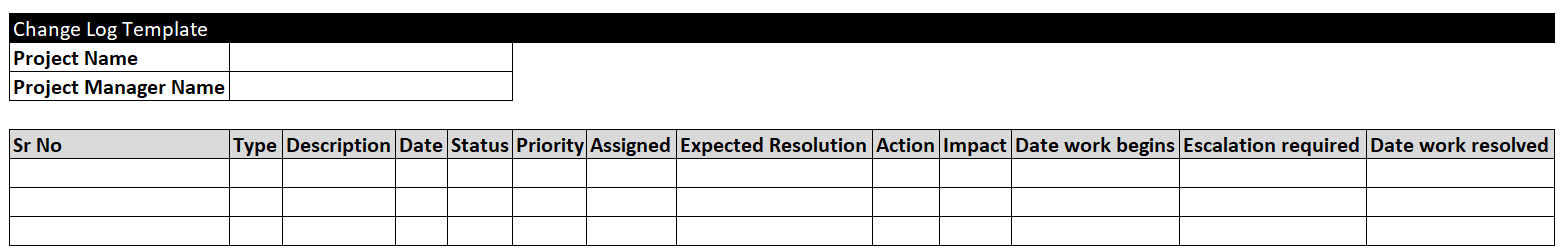 Change Log Template
Project Name
Project Manager Name
Sr No Type Description Date Status Priority Assigned Expected Resolution Action Impact Date work begins Escalation required Date work resolved